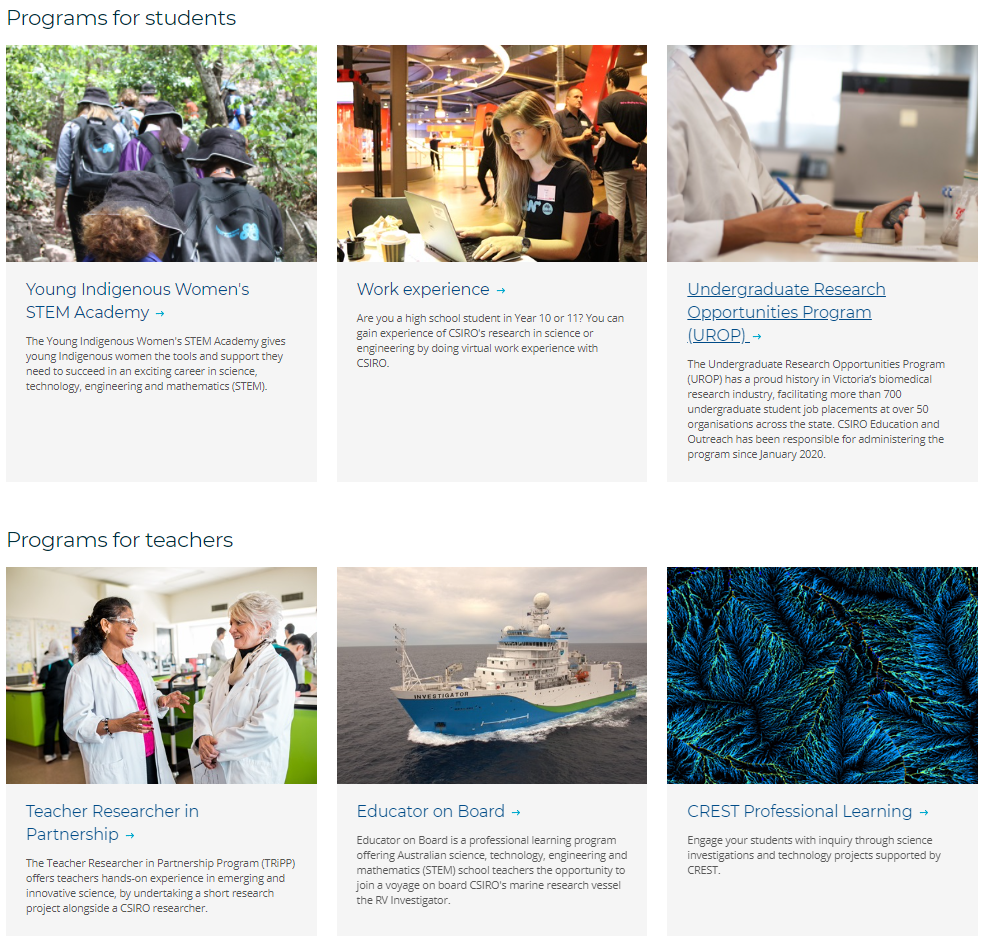 Programs for students
Young Indigenous Women's
STEM Academy →
The Young Indigenous Women's STEM Academy gives
young Indigenous women the tools and support they
need to succeed in an exciting career in science,
technology, engineering and mathematics (STEM).
Work experience →
Are you a high school student in Year 10 or 11? You can
gain experience of CSIRO's research in science or
engineering by doing virtual work experience with
CSIRO.
Undergraduate Research
Opportunities Program
(UROP) →
The Undergraduate Research Opportunities Program
(UROP) has a proud history in Victoria's biomedical
research industry, facilitating more than 700
undergraduate student job placements at over 50
organisations across the state. CSIRO Education and
Outreach has been responsible for administering the
program since January 2020.
Programs for teachers
INVESTIGATOR
Teacher Researcher in
Partnership →
The Teacher Researcher in Partnership Program (TRiPP)
offers teachers hands-on experience in emerging and
innovative science, by undertaking a short research
project alongside a CSIRO researcher.
Educator on Board →
Educator on Board is a professional learning program
offering Australian science, technology, engineering and
mathematics (STEM) school teachers the opportunity to
join a voyage on board CSIRO's marine research vessel
the RV Investigator.
CREST Professional Learning →
Engage your students with inquiry through science
investigations and technology projects supported by
CREST.